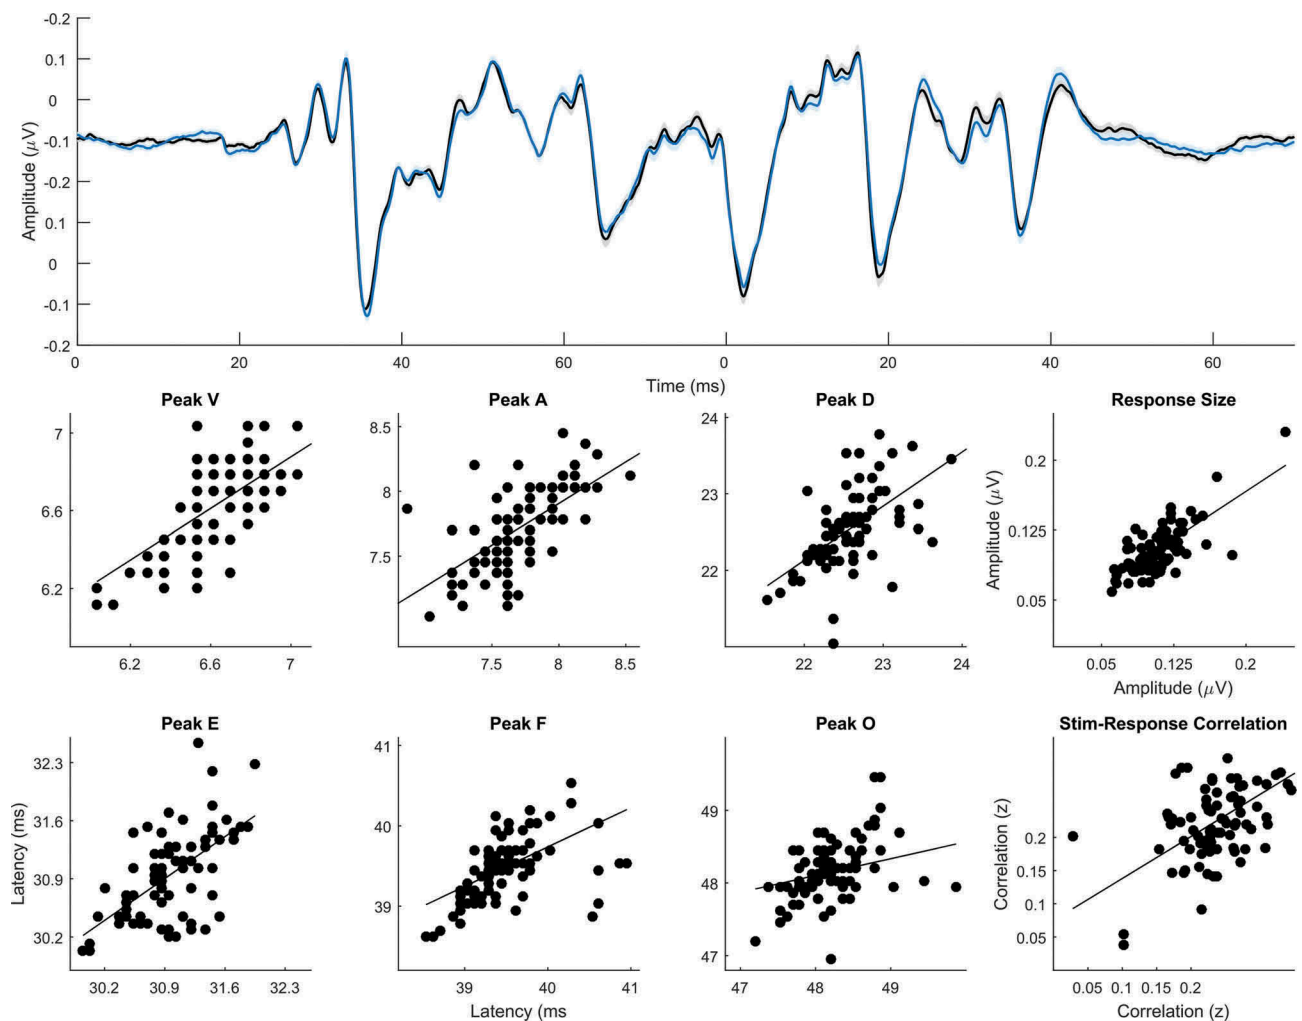 -0.2
0.1
0
-0.1
-0.2
0.1
0
-0.1
-0.2
Amplitude (μV)
0 20 40 60 0 20 40 60
Time (ms)
Peak V Peak A Peak D Response Size
7
6.6
6.2
6.2 6.6 7
8.5
8
7.5
7.5 8 8.5
24
23
22
22 23 24
Amplitude (μV)
0.2
0.125
0.05
0.05 0.125 0.2
Amplitude (μV)
Peak E Peak F Peak O Stim-Response Correlation
Latency (ms)
32.3
31.6
30.9
30.2
30.2 30.9 31.6 32.3
41
40
39
39 40 41
Latency (ms
49
48
47
47 48 49
Correlation (z)
0.2
0.15
0.1
0.05
0.05 0.1 0.15 0.2
Correlation (z)